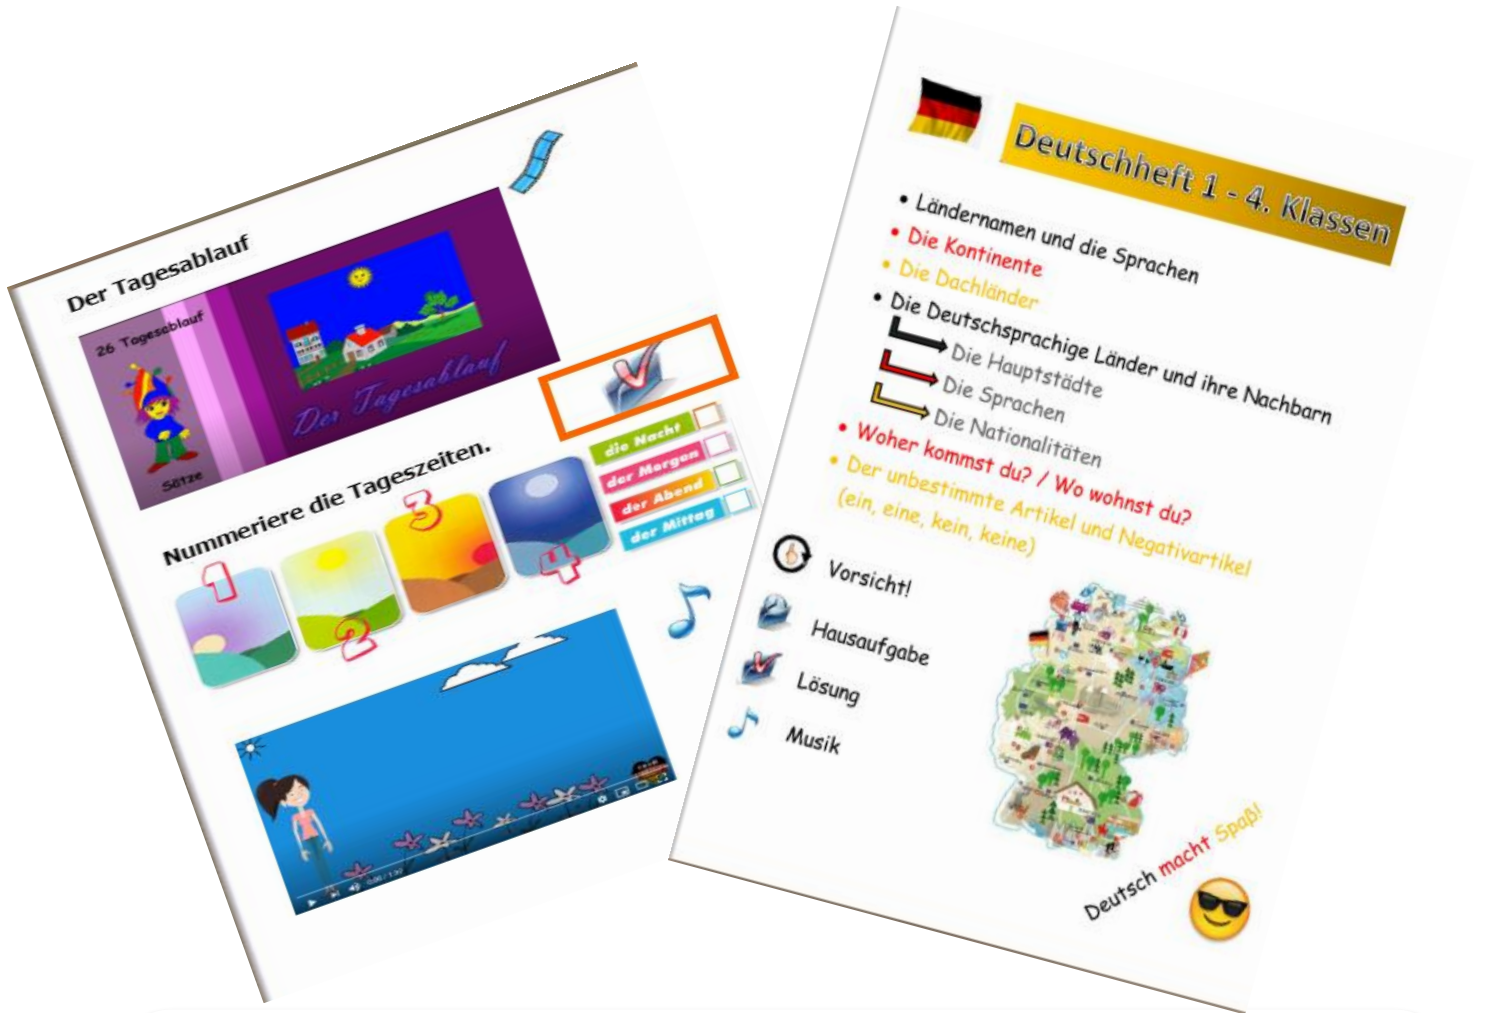 Der Tagesablauf
26 Tagesablauf
Der Tagesablauf
Sätze
Nummeriere die Tageszeiten.
1
2
3
4
die Nacht
der Morgen
der Abend
der Mittag
Deutschheft 1 - 4. Klassen
• Ländernamen und die Sprachen
• Die Kontinente
• Die Dachländer
• Die Deutschsprachige Länder und ihre Nachbarn
Die Hauptstädte
Die Sprachen
Die Nationalitäten
• Woher kommst du? / Wo wohnst du?
• Der unbestimmte Artikel und Negativartikel
(ein, eine, kein, keine)
Vorsicht!
Hausaufgabe
Lösung
Musik
Deutsch macht Spaß!